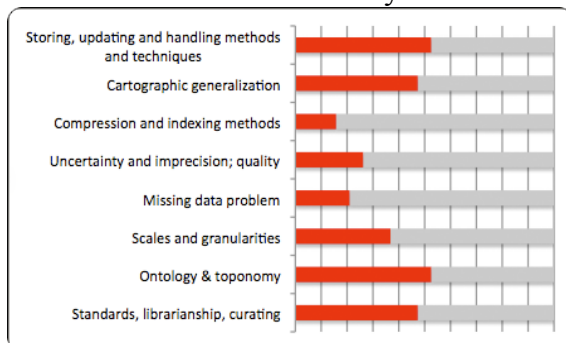 Storing, updating and handling methods
and techniques
Cartographic generalization
Compression and indexing methods
Uncertainty and imprecision; quality
Missing data problem
Scales and granularities
Ontology & toponomy
Standards, librarianship, curating